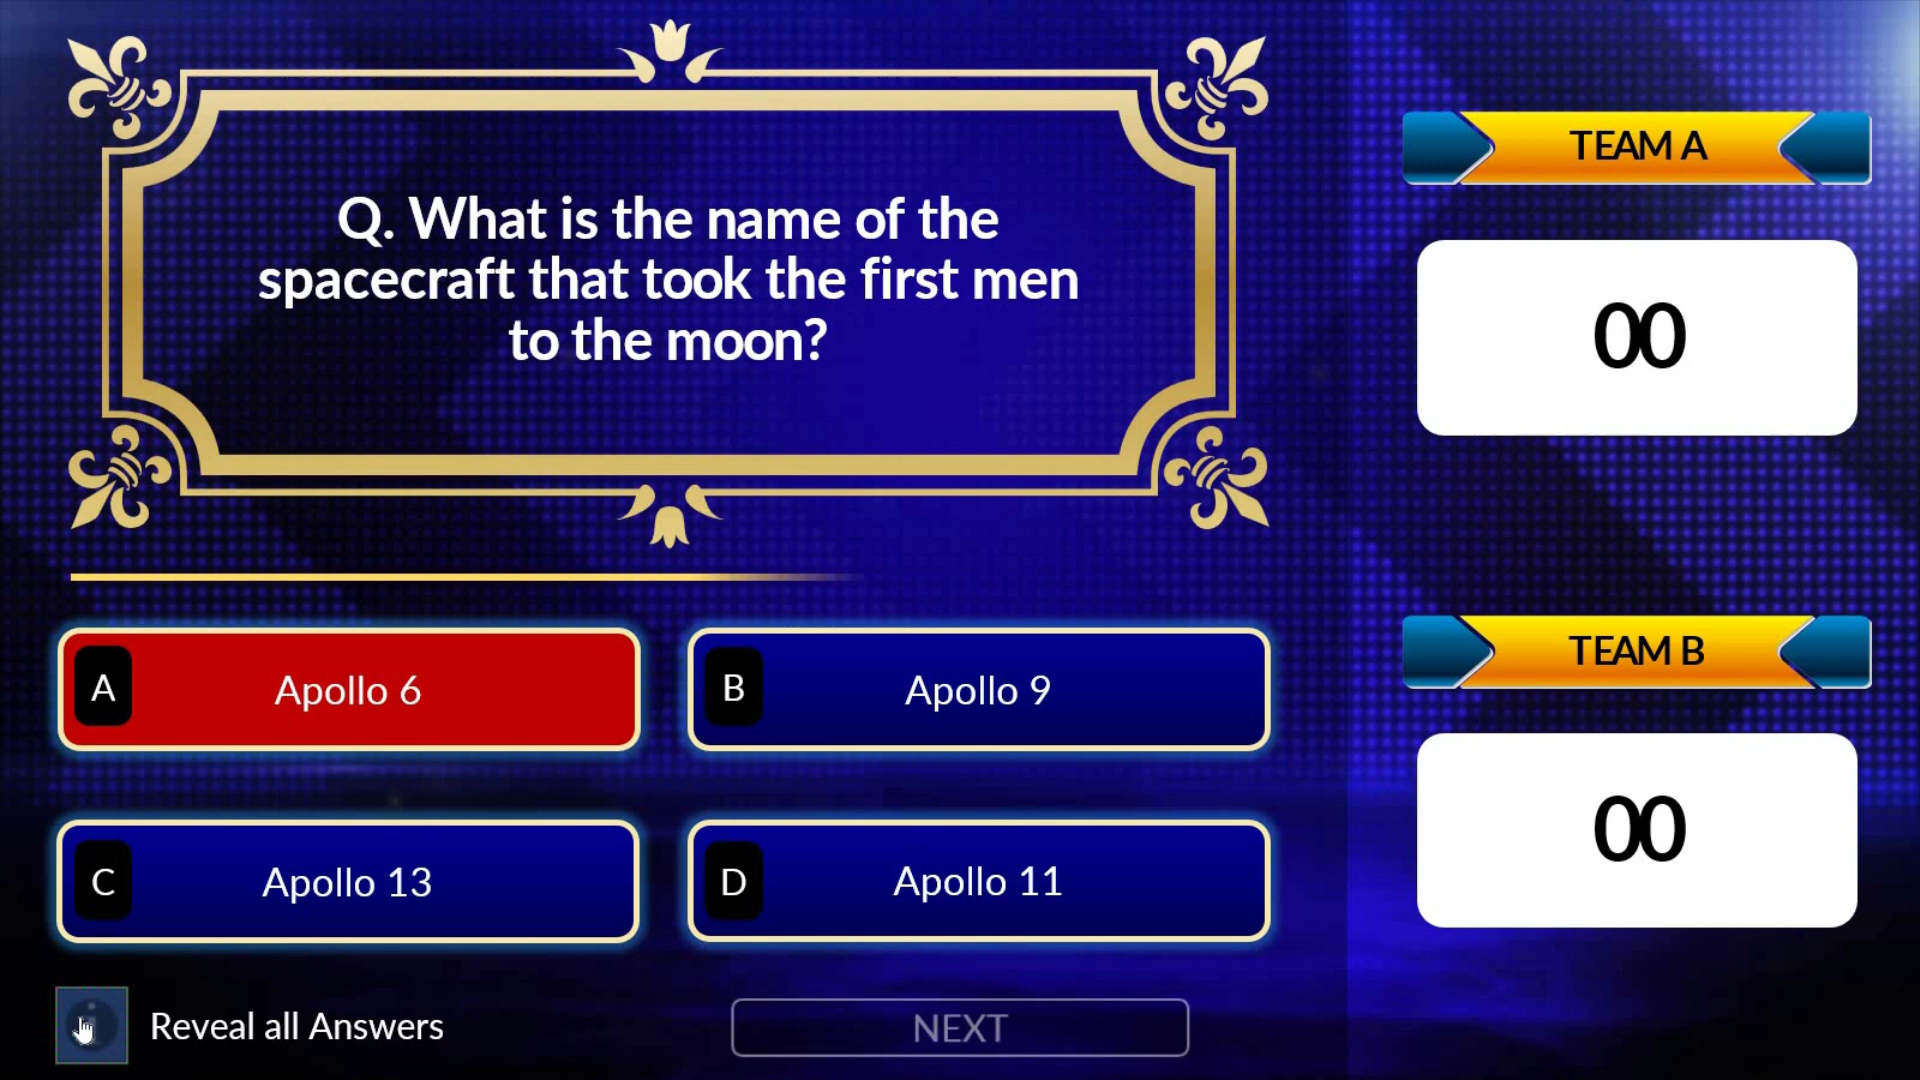 Q. What is the name of the
spacecraft that took the first men
to the moon?
A Apollo 6
B Apollo 9
C Apollo 13
D Apollo 11
Reveal all Answers
NEXT
TEAM A
00
TEAM B
00